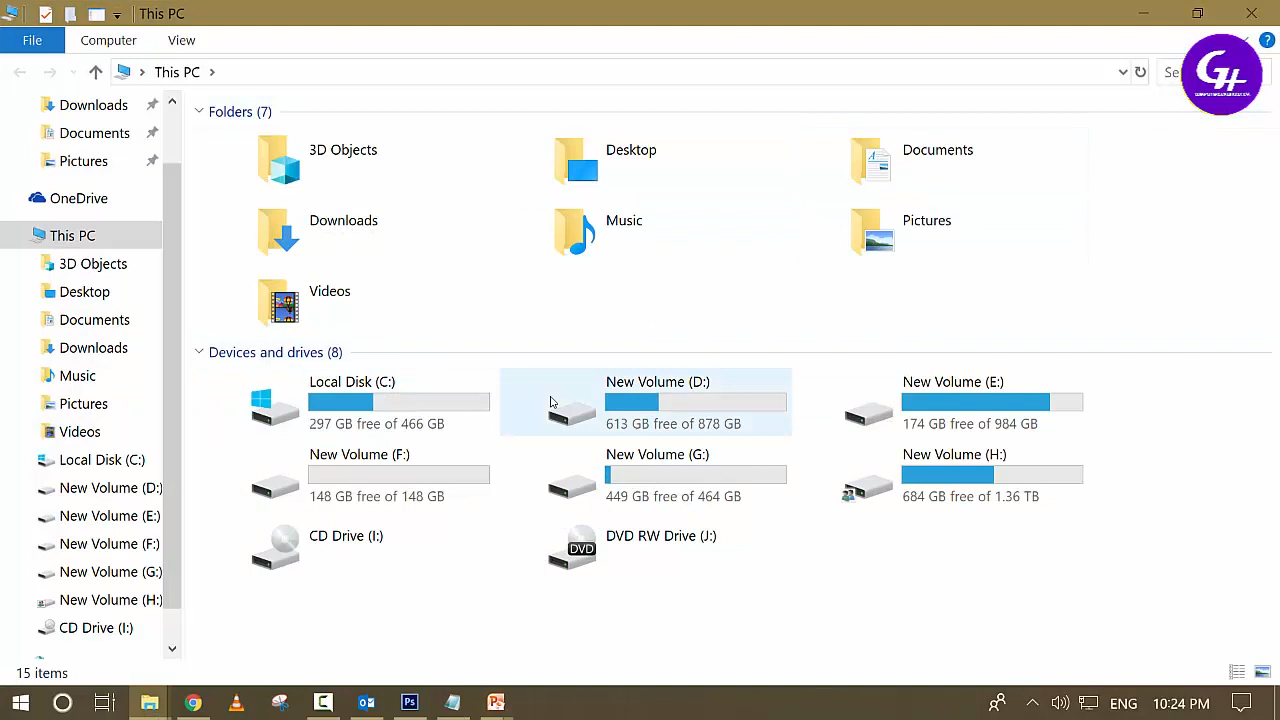 This PC
File
Computer
View
This PC
Se
GH
Downloads
Documents
Pictures
OneDrive
This PC
3D Objects
Desktop
Documents
Downloads
Music
Pictures
Videos
Local Disk (C:)
New Volume (D:)
New Volume (E:)
New Volume (F:)
New Volume (G:)
New Volume (H:)
CD Drive (I:)
Folders (7)
3D Objects
Desktop
Documents
Downloads
Music
Pictures
Videos
Devices and drives (8)
Local Disk (C:)
297 GB free of 466 GB
New Volume (D:)
613 GB free of 878 GB
New Volume (E:)
174 GB free of 984 GB
New Volume (F:)
148 GB free of 148 GB
New Volume (G:)
449 GB free of 464 GB
New Volume (H:)
684 GB free of 1.36 TB
CD Drive (I:)
DVD
DVD RW Drive (J:)
15 items
Ps
ENG
10:24 PM